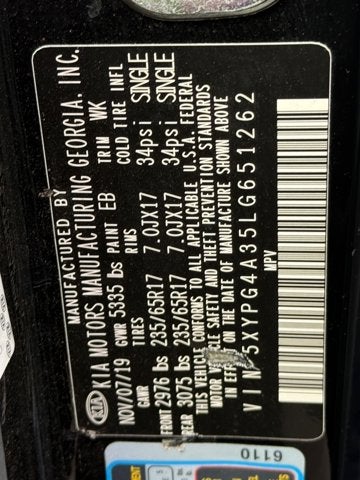 MANUFACTURED BY
KIA KIA MOTORS MANUFACTURING GEORGIA, INC.
NOV/07/19 GVWR 5335 lbs PAINT EB TRIM WK
GAWR TIRES RIMS COLD TIRE INFL
FRONT 2976 lbs 235/65R17 7.0JX17 34psi SINGLE
REAR 3075 lbs 235/65R17 7.0JX17 34psi SINGLE
THIS VEHICLE CONFORMS TO ALL APPLICABLE U.S.A. FEDERAL
MOTOR VEHICLE SAFETY AND THEFT PREVENTION STANDARDS
IN EFFECT ON THE DATE OF MANUFACTURE SHOWN ABOVE
VIN: 5XYPG4A35LG651262
MPV
6110